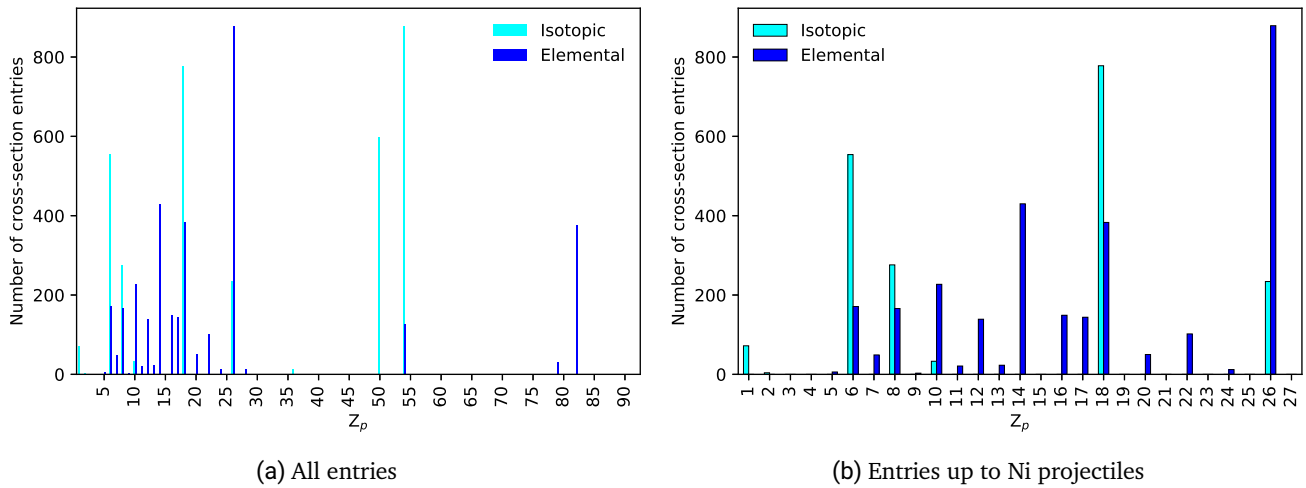 Number of cross-section entries
800
600
400
200
0
Isotopic
Elemental
5 10 15 20 25 30 35 40 45 50 55 60 65 70 75 80 85 90
Zp
(a) All entries
Number of cross-section entries
800
600
400
200
0
Isotopic
Elemental
1 2 3 4 5 6 7 8 9 10 11 12 13 14 15 16 17 18 19 20 21 22 23 24 25 26 27
Zp
(b) Entries up to Ni projectiles